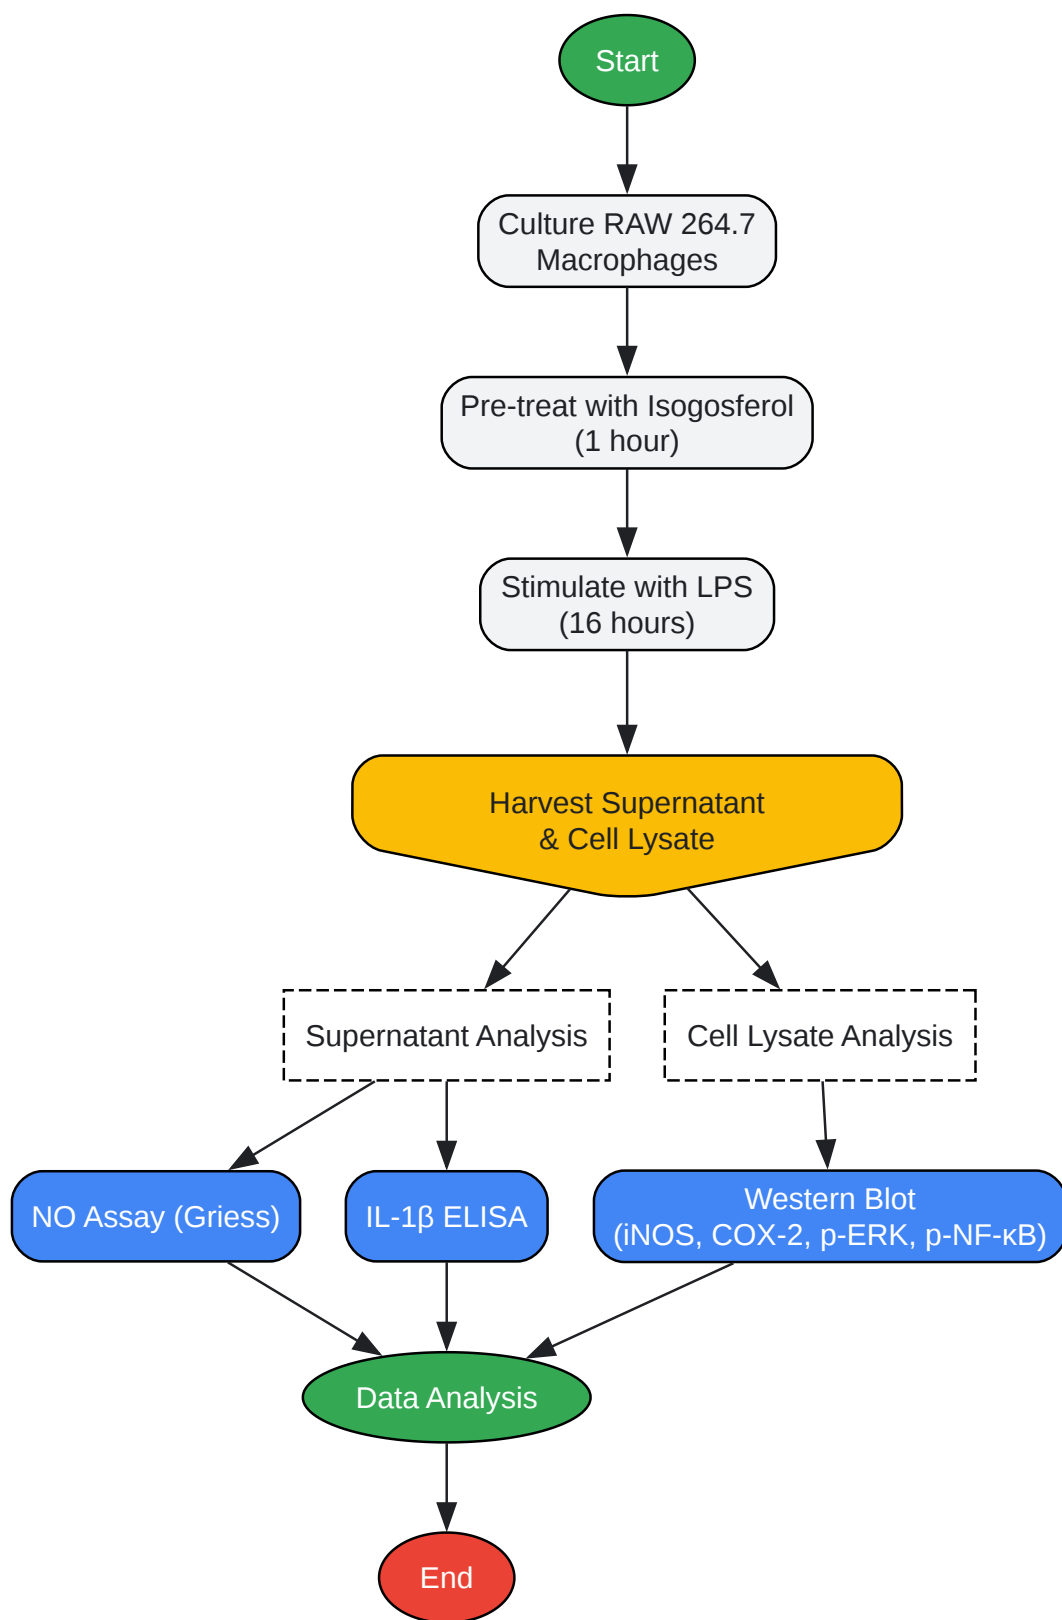 Start
Culture RAW 264.7
Macrophages
Pre-treat with Isogosferol
(1 hour)
Stimulate with LPS
(16 hours)
Harvest Supernatant
& Cell Lysate
Supernatant Analysis
Cell Lysate Analysis
NO Assay (Griess)
IL-1β ELISA
Western Blot
(iNOS, COX-2, p-ERK, p-NF-κB)
Data Analysis
End